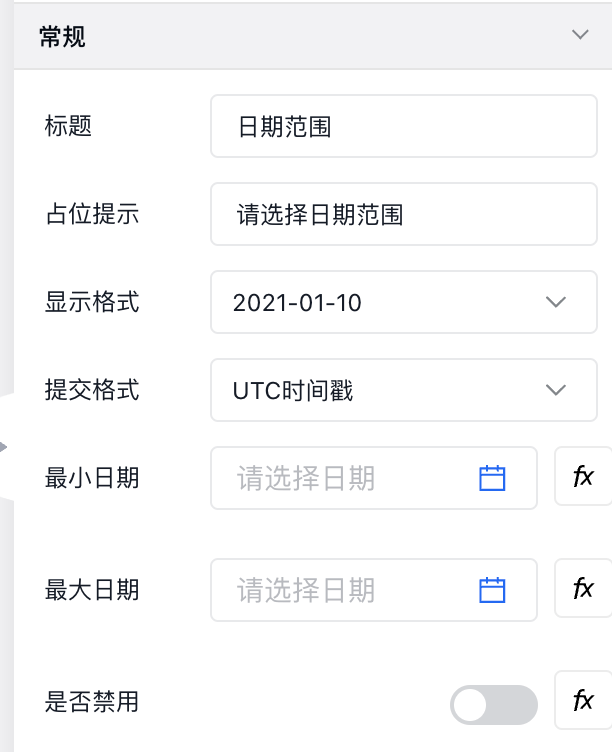 常规
标题
日期范围
占位提示
请选择日期范围
显示格式
2021-01-10
提交格式
UTC时间戳
最小日期
请选择日期
fx
最大日期
请选择日期
fx
是否禁用
fx